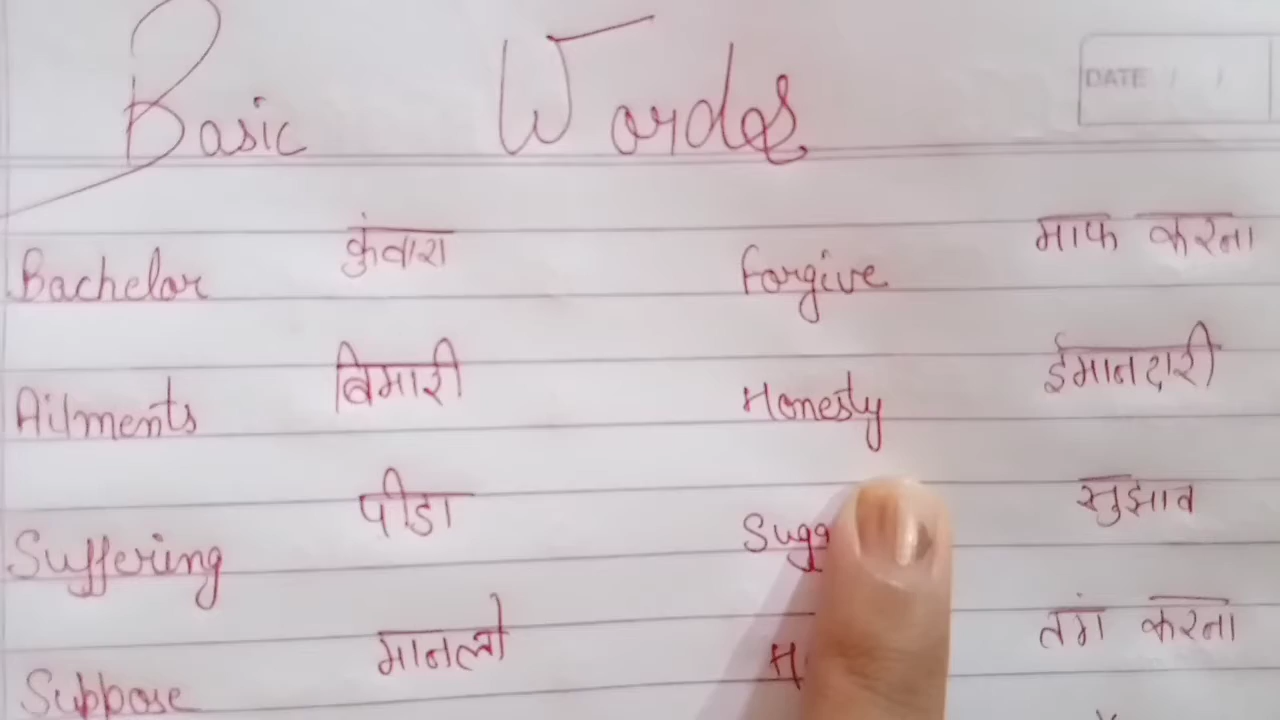 Basic Words
DATE / /
Bachelor कुंवारा Forgive माफ करना
Ailments बिमारी Honesty ईमानदारी
Suffering पीडा सुझाव
Suppose मानलो तंग करना